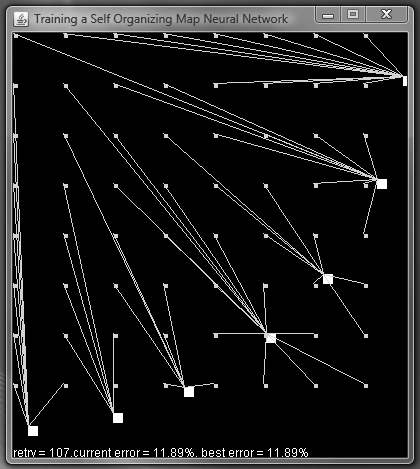 Training a Self Organizing Map Neural Network
retry = 107,current error = 11.89%, best error = 11.89%